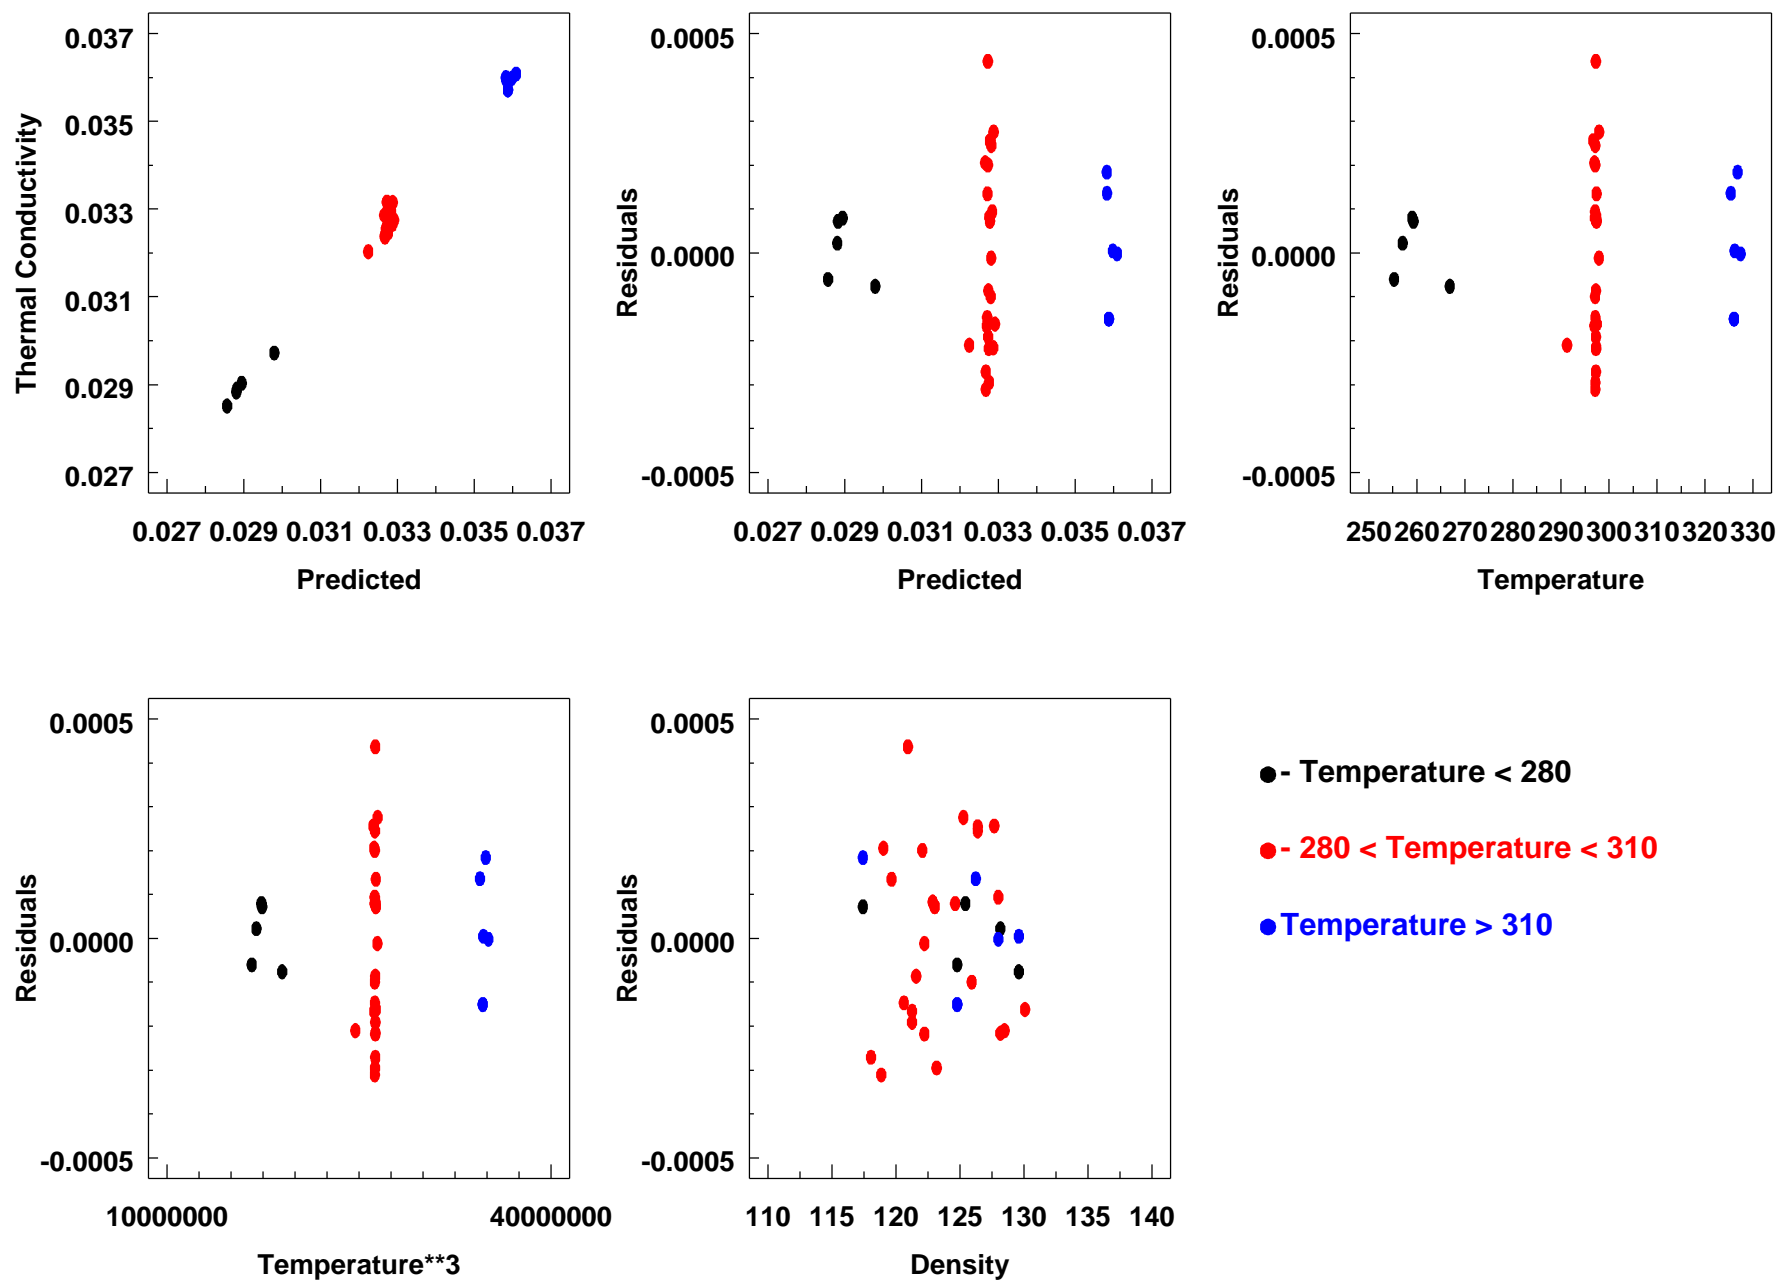 Thermal Conductivity
0.037
0.035
0.033
0.031
0.029
0.027
0.027 0.029 0.031 0.033 0.035 0.037
Predicted
Residuals
0.0005
0.0000
-0.0005
0.027 0.029 0.031 0.033 0.035 0.037
Predicted
Residuals
0.0005
0.0000
-0.0005
250 260 270 280 290 300 310 320 330
Temperature
Residuals
0.0005
0.0000
-0.0005
10000000 40000000
Temperature**3
Residuals
0.0005
0.0000
-0.0005
110 115 120 125 130 135 140
Density
- Temperature < 280
- 280 < Temperature < 310
Temperature > 310